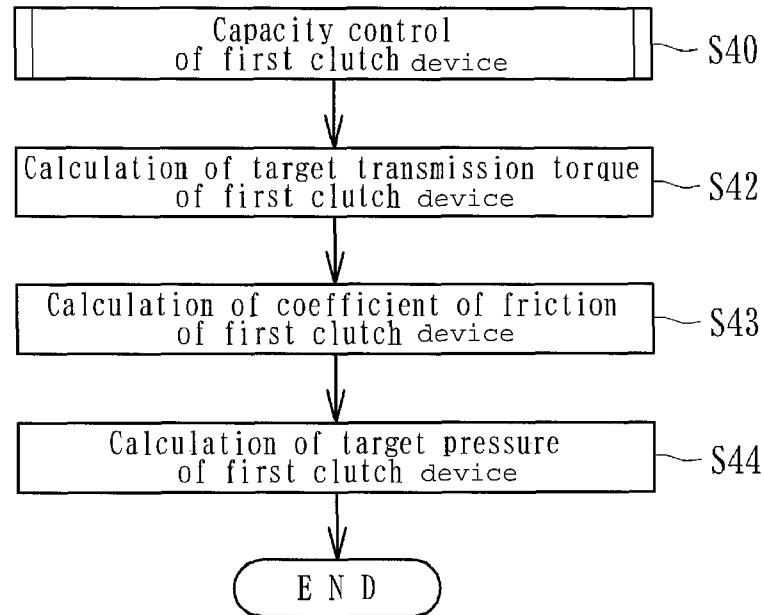 Capacity control
of first clutch device
S40
Calculation of target transmission torque
of first clutch device
S42
Calculation of coefficient of friction
of first clutch device
S43
Calculation of target pressure
of first clutch device
S44
END